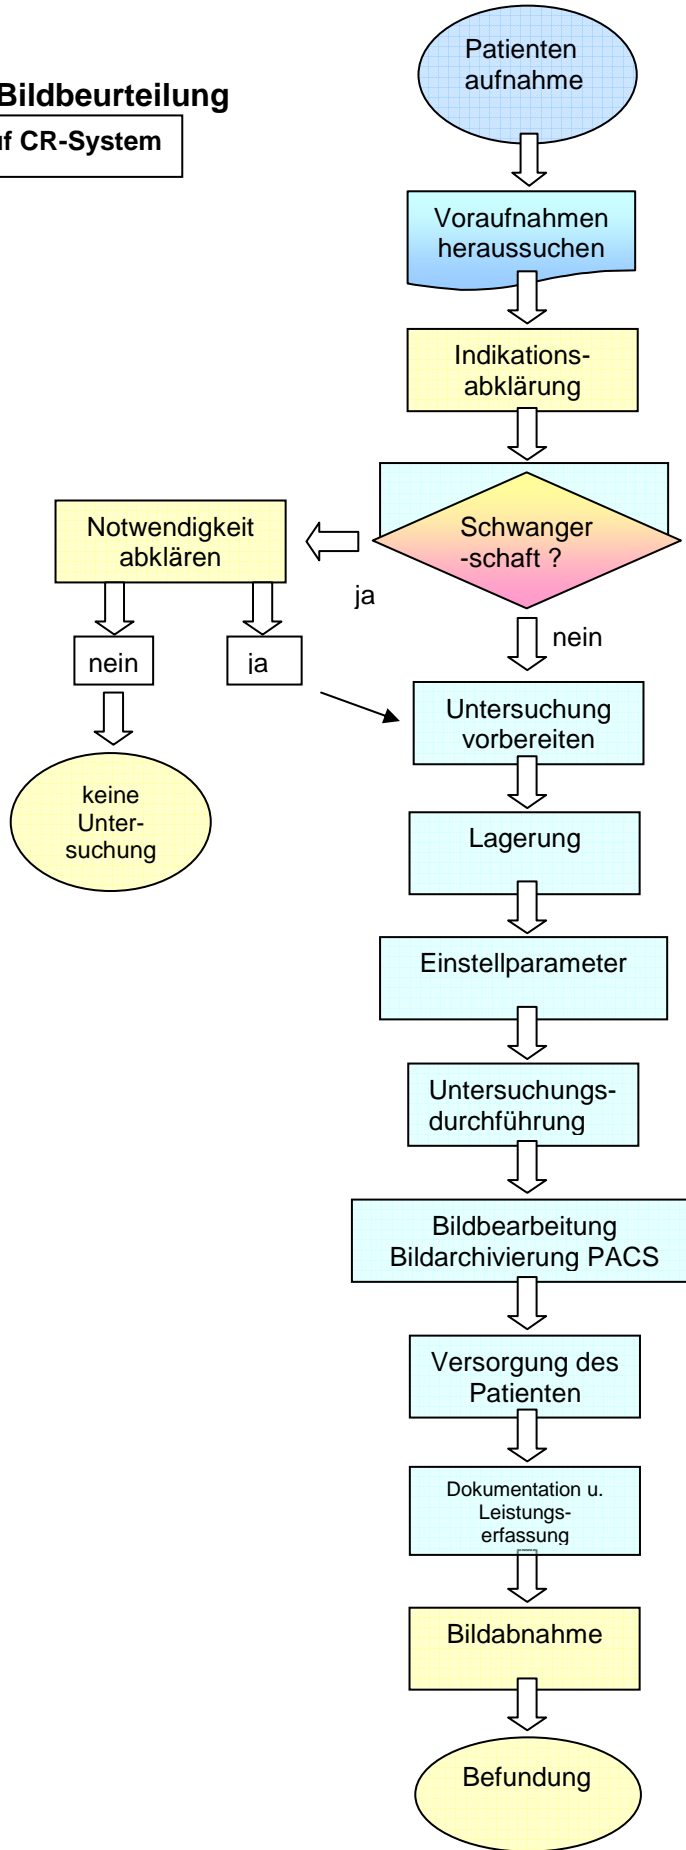 Patienten
aufnahme
Bildbeurteilung
CR-System
Voraufnahmen
heraussuchen
Indikations-
abklärung
Schwanger
-schaft ?
Notwendigkeit
abklären
ja
nein
nein
ja
Untersuchung
vorbereiten
keine
Unter-
suchung
Lagerung
Einstellparameter
Untersuchungs-
durchführung
Bildbearbeitung
Bildarchivierung PACS
Versorgung des
Patienten
Dokumentation u.
Leistungs-
erfassung
Bildabnahme
Befundung